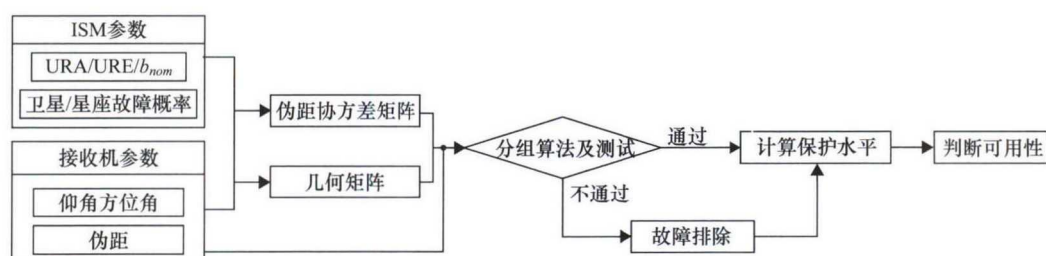 ISM参数
URA/URE/bnom
卫星/星座故障概率
接收机参数
仰角方位角
伪距
伪距协方差矩阵
几何矩阵
分组算法及测试
通过
不通过
故障排除
计算保护水平
判断可用性